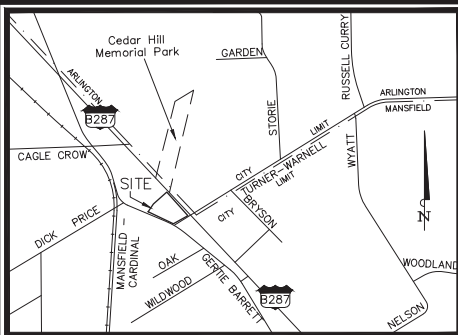 Cedar Hill
Memorial Park
GARDEN
RUSSELL CURRY
ARLINGTON
B287
STORIE
ARLINGTON
MANSFIELD
CITY LIMIT
TURNER-WARNELL
WYATT
CAGLE CROW
SITE
CITY LIMIT
BRYSON
N
DICK PRICE
MANSFIELD -
CARDINAL
OAK
WILDWOOD
GERTIE BARRETT
B287
WOODLAND
NELSON